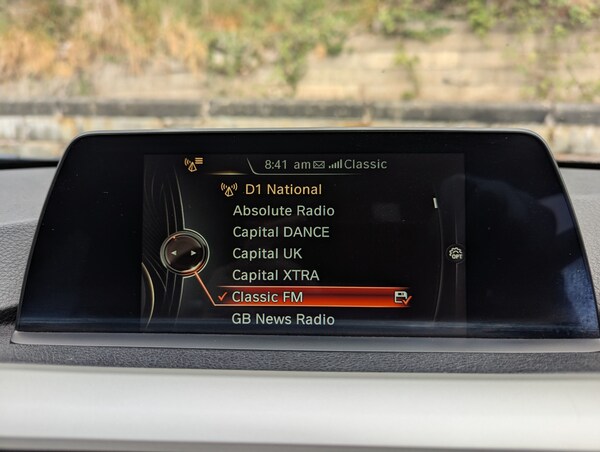 8:41 am Classic
D1 National
Absolute Radio
Capital DANCE
Capital UK
Capital XTRA
Classic FM
GB News Radio
OPT